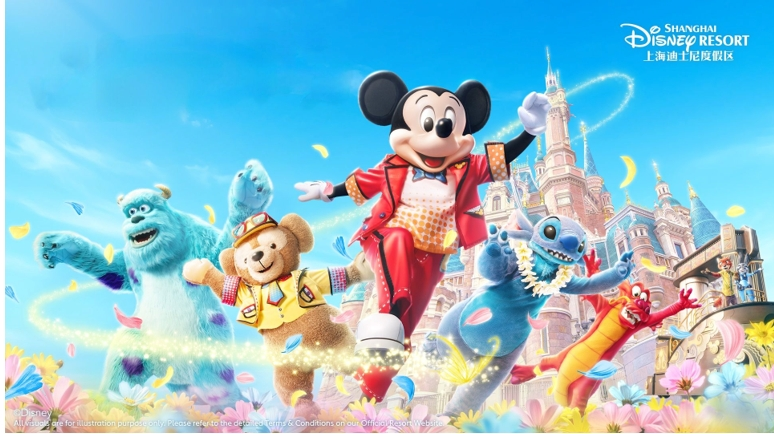 SHANGHAI
DISNEY RESORT
上海迪士尼度假区
©Disney
All visuals are for illustration purpose only. Please refer to the detailed Terms & Conditions on our Official Resort Website.